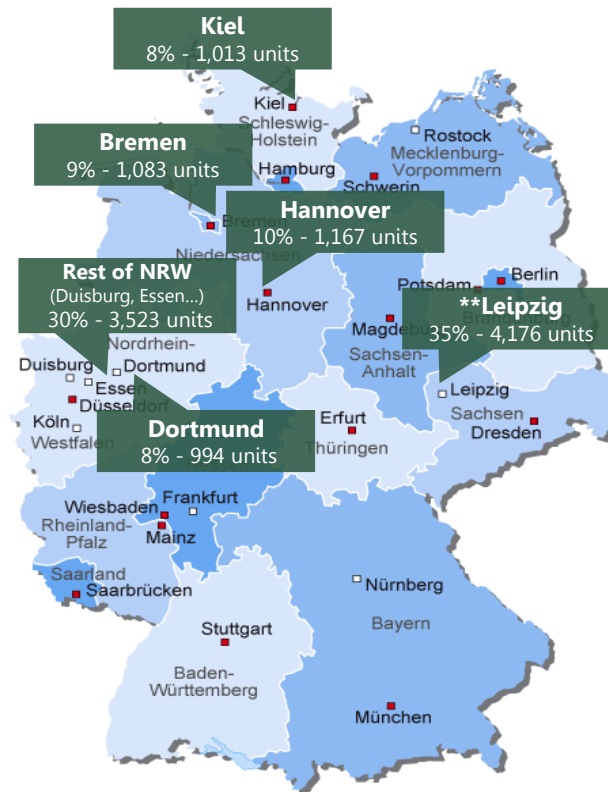 Kiel
8% - 1,013 units
Kiel
Schleswig-
Holstein
Rostock
Mecklenburg-
Vorpommern
Bremen
9% - 1,083 units
Hamburg
Schwerin
Bremen
Niedersachsen
Hannover
10% - 1,167 units
Hannover
Berlin
Potsdam
Rest of NRW
(Duisburg, Essen...)
30% - 3,523 units
**Leipzig
35% - 4,176 units
Magdebu
Sachsen-
Anhalt
Brandenburg
Nordrhein-
Dortmund
Duisburg
Essen
Düsseldorf
Köln
Westfalen
Leipzig
Sachsen
Dresden
Erfurt
Thüringen
Dortmund
8% - 994 units
Frankfurt
Wiesbaden
Rheinland-
Pfalz
Mainz
Saarland
Saarbrücken
Nürnberg
Bayern
Stuttgart
Baden-
Württemberg
München